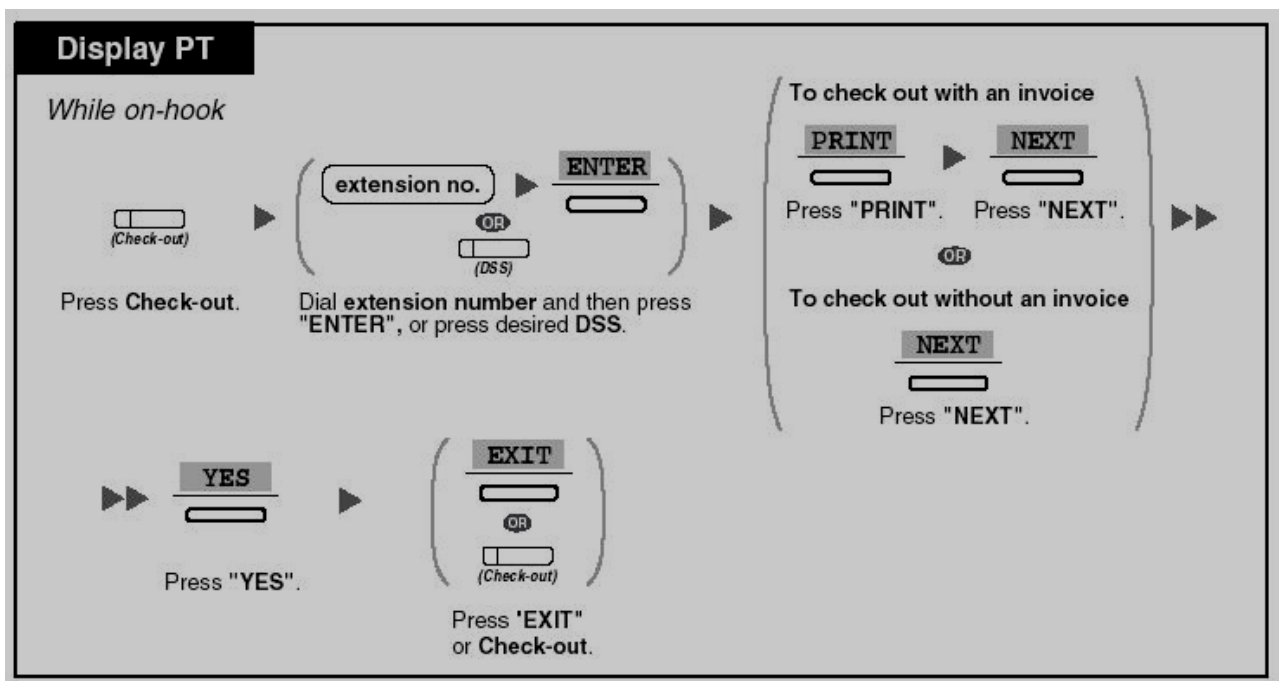 Display PT
While on-hook
(Check-out)
Press Check-out.
extension no.
ENTER
OR
(DSS)
Dial extension number and then press
"ENTER", or press desired DSS.
To check out with an invoice
PRINT
NEXT
Press "PRINT".
Press "NEXT".
OR
To check out without an invoice
NEXT
Press "NEXT".
YES
Press "YES".
EXIT
OR
(Check-out)
Press 'EXIT"
or Check-out.